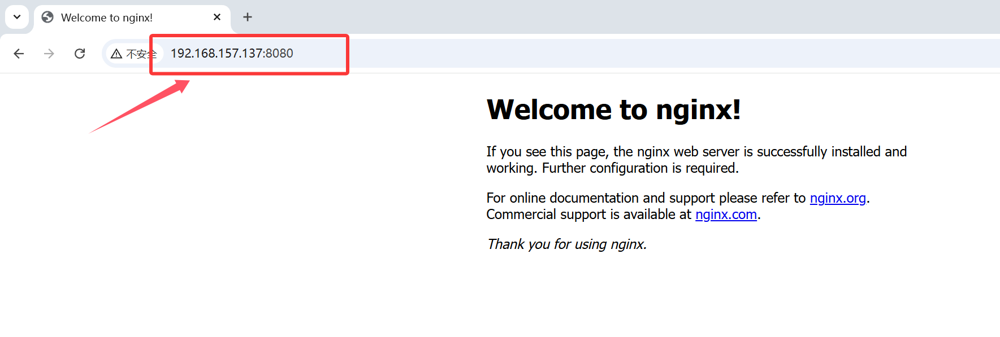 Welcome to nginx!
不安全 192.168.157.137:8080
Welcome to nginx!
If you see this page, the nginx web server is successfully installed and
working. Further configuration is required.
For online documentation and support please refer to nginx.org.
Commercial support is available at nginx.com.
Thank you for using nginx.